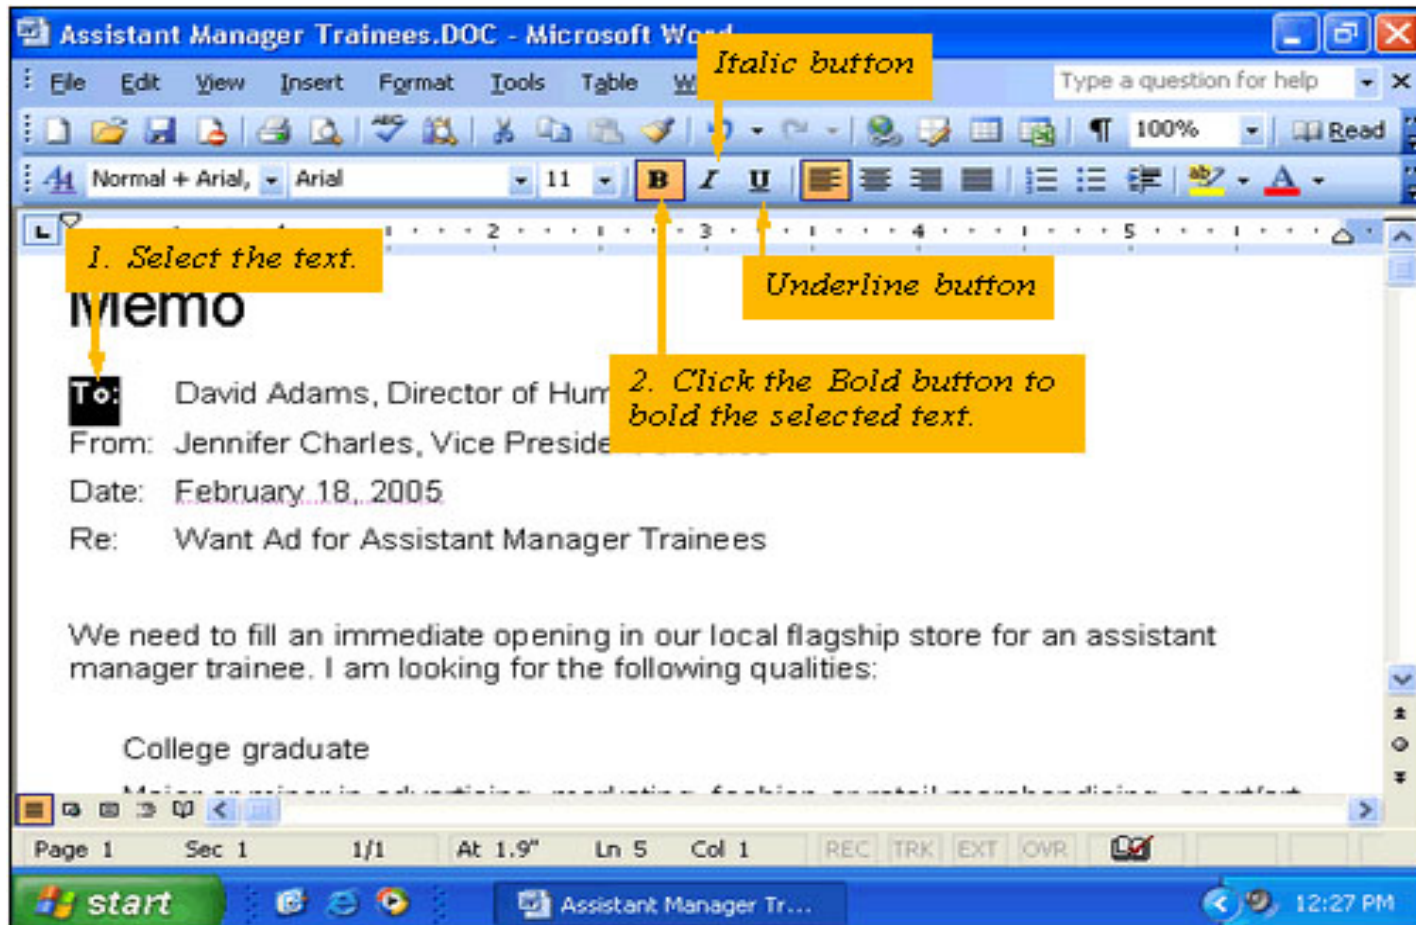 Assistant Manager Trainees.DOC - Microsoft Word
Italic button
File Edit View Insert Format Tools Table W Type a question for help
100% Read
Normal + Arial, Arial 11 B I U
2 3 4 5
1. Select the text.
Underline button
Memo
2. Click the Bold button to
bold the selected text.
To: David Adams, Director of Hum
From: Jennifer Charles, Vice Preside
Date: February 18, 2005
Re: Want Ad for Assistant Manager Trainees
We need to fill an immediate opening in our local flagship store for an assistant
manager trainee. I am looking for the following qualities:
College graduate
Page 1 Sec 1 1/1 At 1.9" Ln 5 Col 1 REC TRK EXT OVR
start Assistant Manager Tr... 12:27 PM